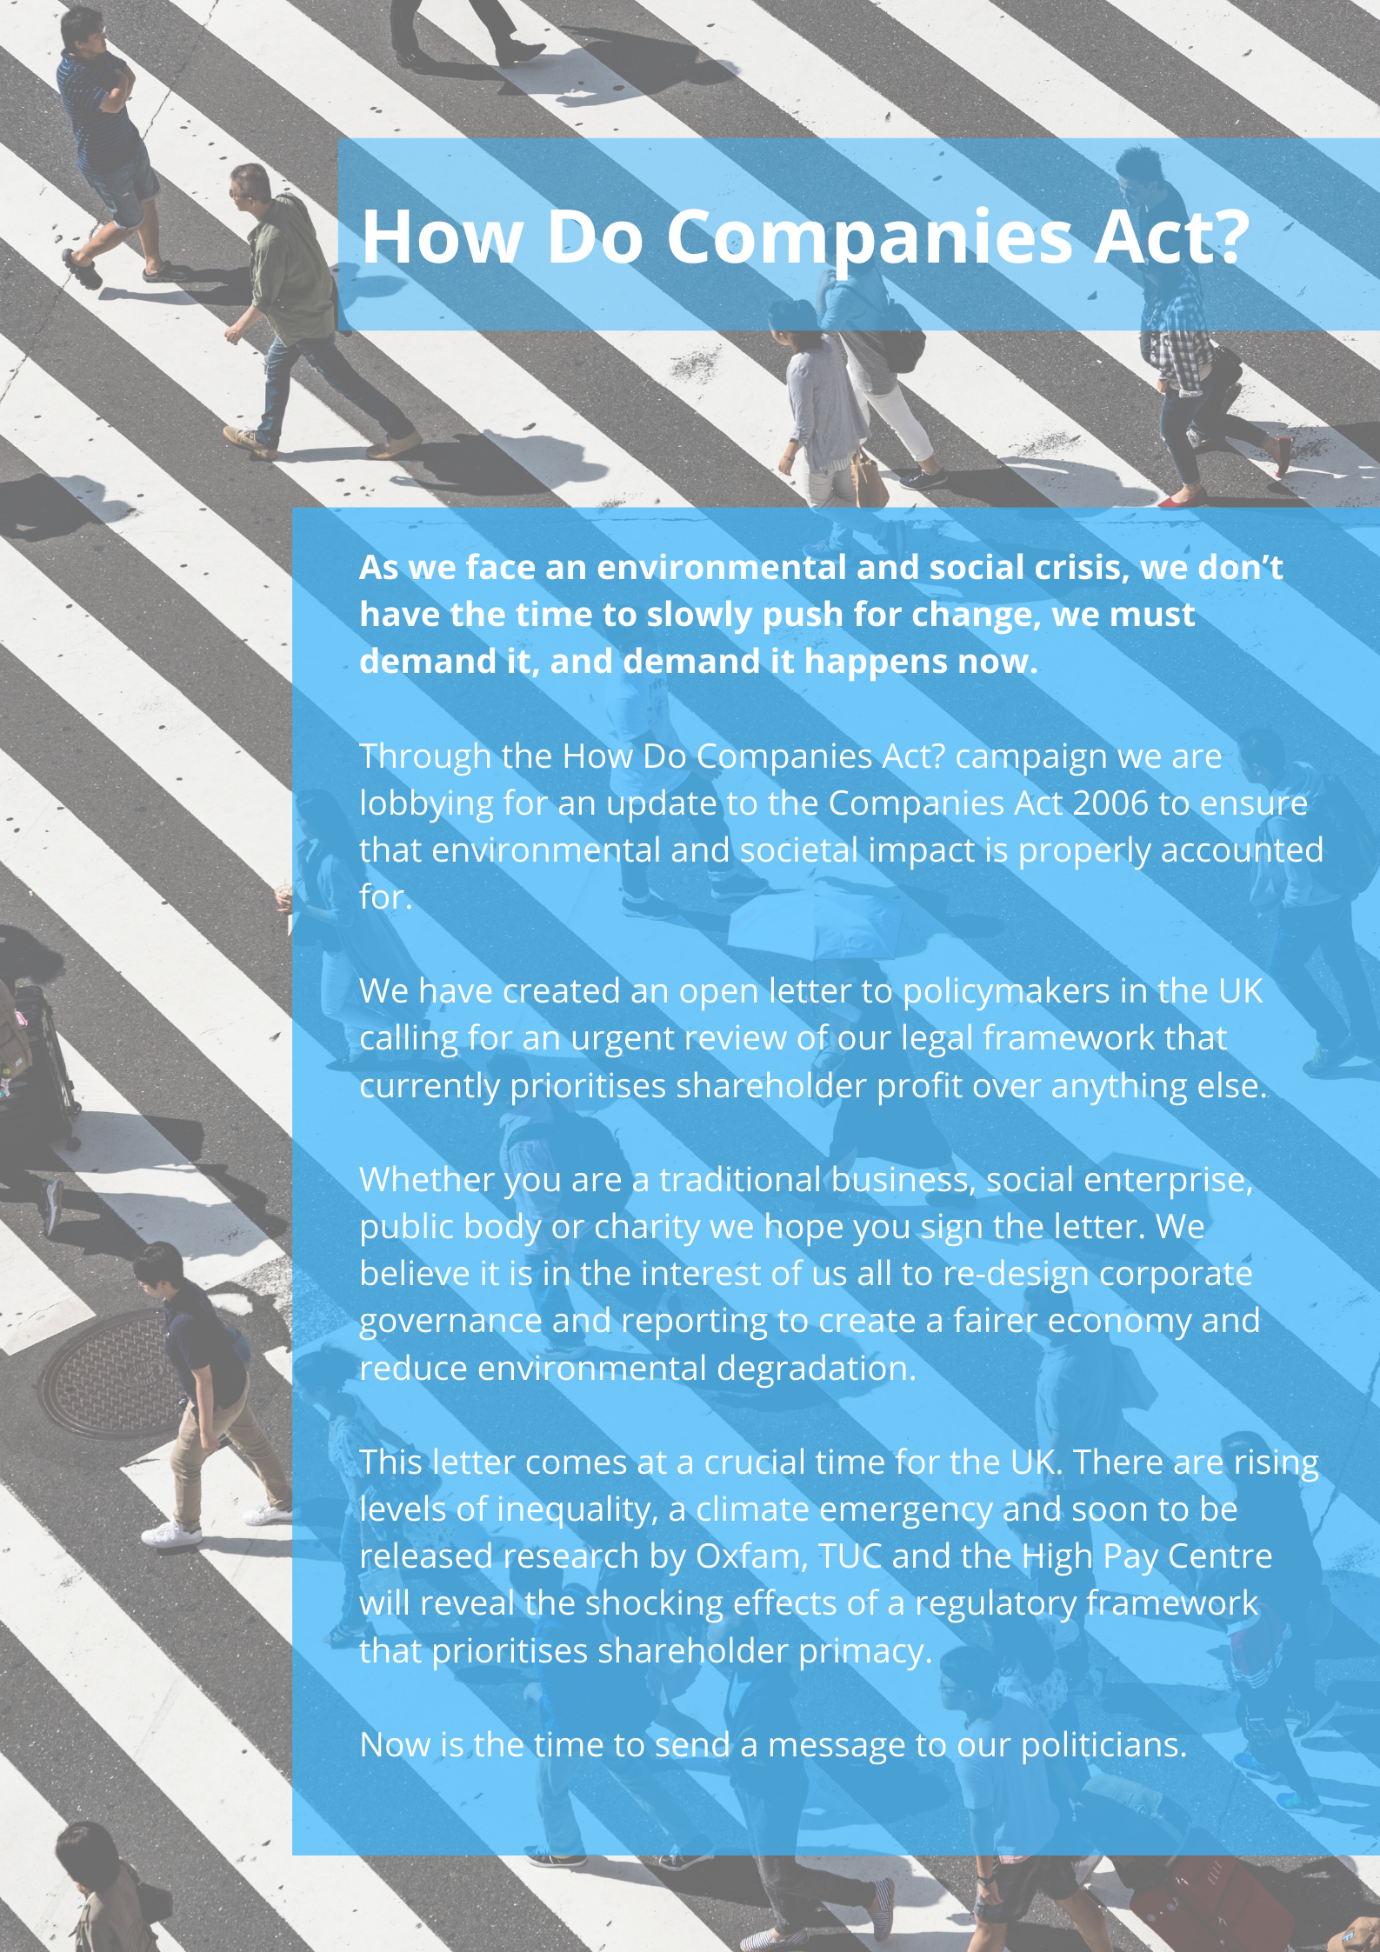 How Do Companies Act?
As we face an environmental and social crisis, we don’t
have the time to slowly push for change, we must
demand it, and demand it happens now.
Through the How Do Companies Act? campaign we are
lobbying for an update to the Companies Act 2006 to ensure
that environmental and societal impact is properly accounted
for.
We have created an open letter to policymakers in the UK
calling for an urgent review of our legal framework that
currently prioritises shareholder profit over anything else.
Whether you are a traditional business, social enterprise,
public body or charity we hope you sign the letter. We
believe it is in the interest of us all to re-design corporate
governance and reporting to create a fairer economy and
reduce environmental degradation.
This letter comes at a crucial time for the UK. There are rising
levels of inequality, a climate emergency and soon to be
released research by Oxfam, TUC and the High Pay Centre
will reveal the shocking effects of a regulatory framework
that prioritises shareholder primacy.
Now is the time to send a message to our politicians.